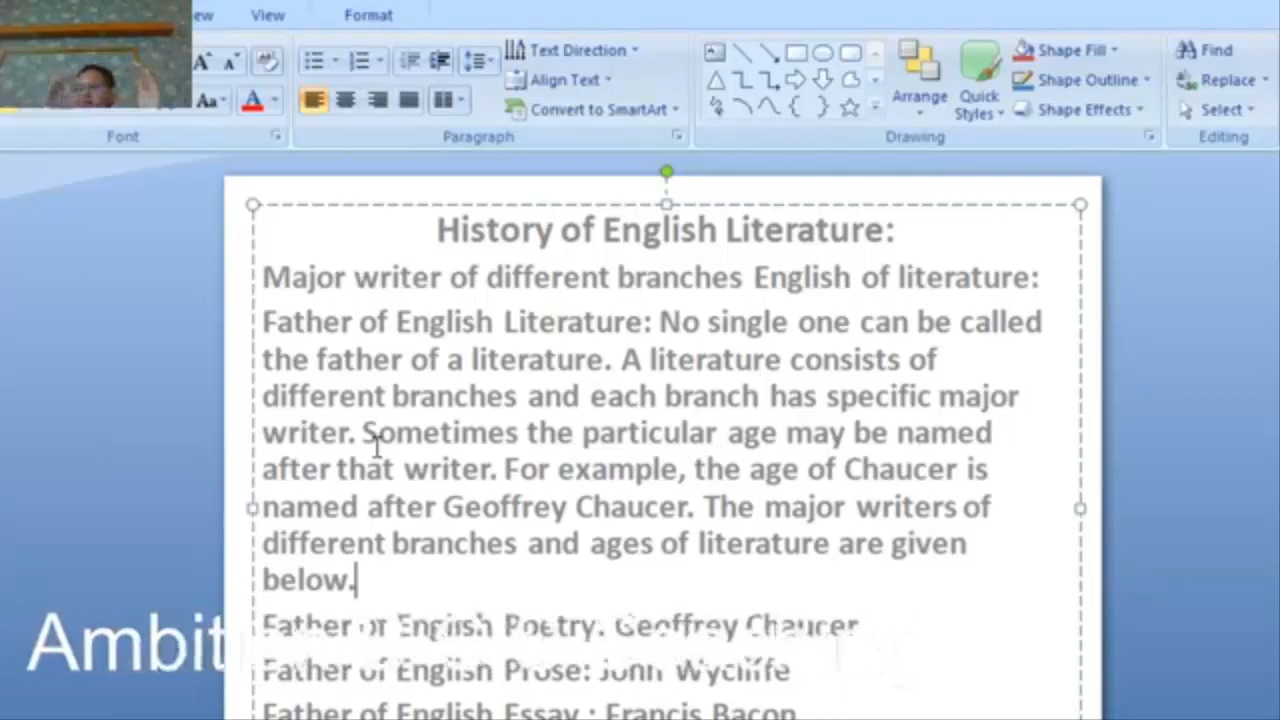 View
Format
Text Direction
Find
Align Text
Shape Fill
Shape Outline
Replace
Aa
A
Convert to SmartArt
Arrange
Quick
Styles
Shape Effects
Select
Font
Paragraph
Drawing
Editing
History of English Literature:
Major writer of different branches English of literature:
Father of English Literature: No single one can be called
the father of a literature. A literature consists of
different branches and each branch has specific major
writer. Sometimes the particular age may be named
after that writer. For example, the age of Chaucer is
named after Geoffrey Chaucer. The major writers of
different branches and ages of literature are given
below.
Father of English Poetry: Geoffrey Chaucer
Father of English Prose: John Wycliffe
Father of English Essay : Francis Bacon